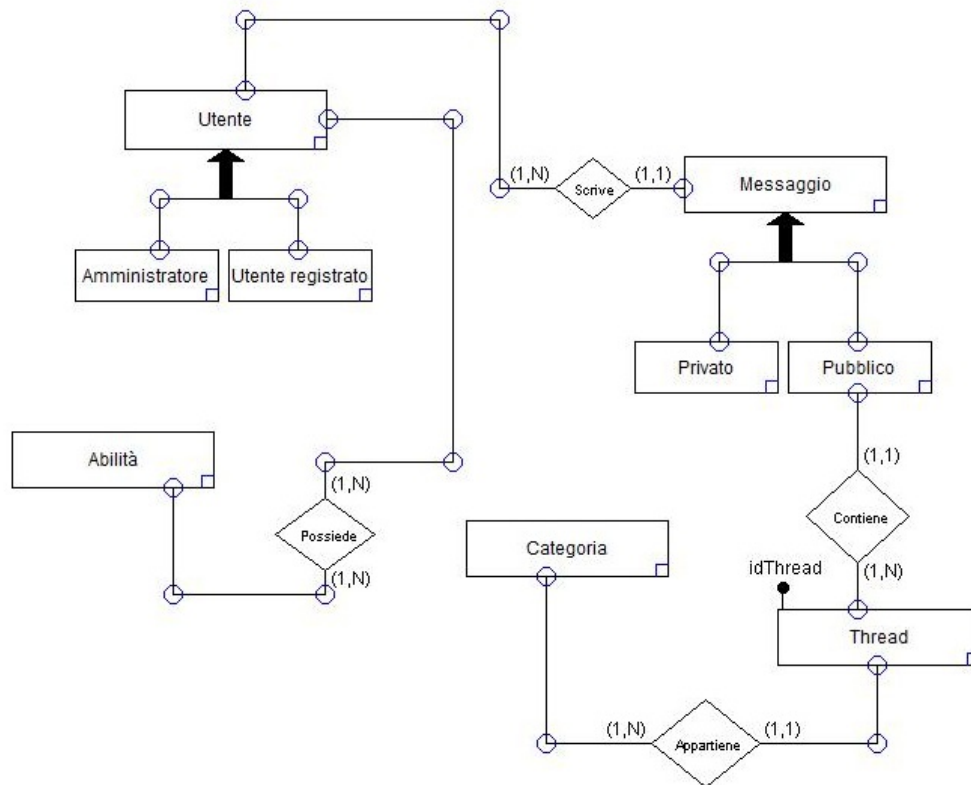 Utente
(1,N)
Scrive
(1,1)
Messaggio
Amministratore
Utente registrato
Privato
Pubblico
Abilità
(1,N)
Possiede
(1,N)
(1,1)
Contiene
(1,N)
Categoria
idThread
Thread
(1,N)
Appartiene
(1,1)